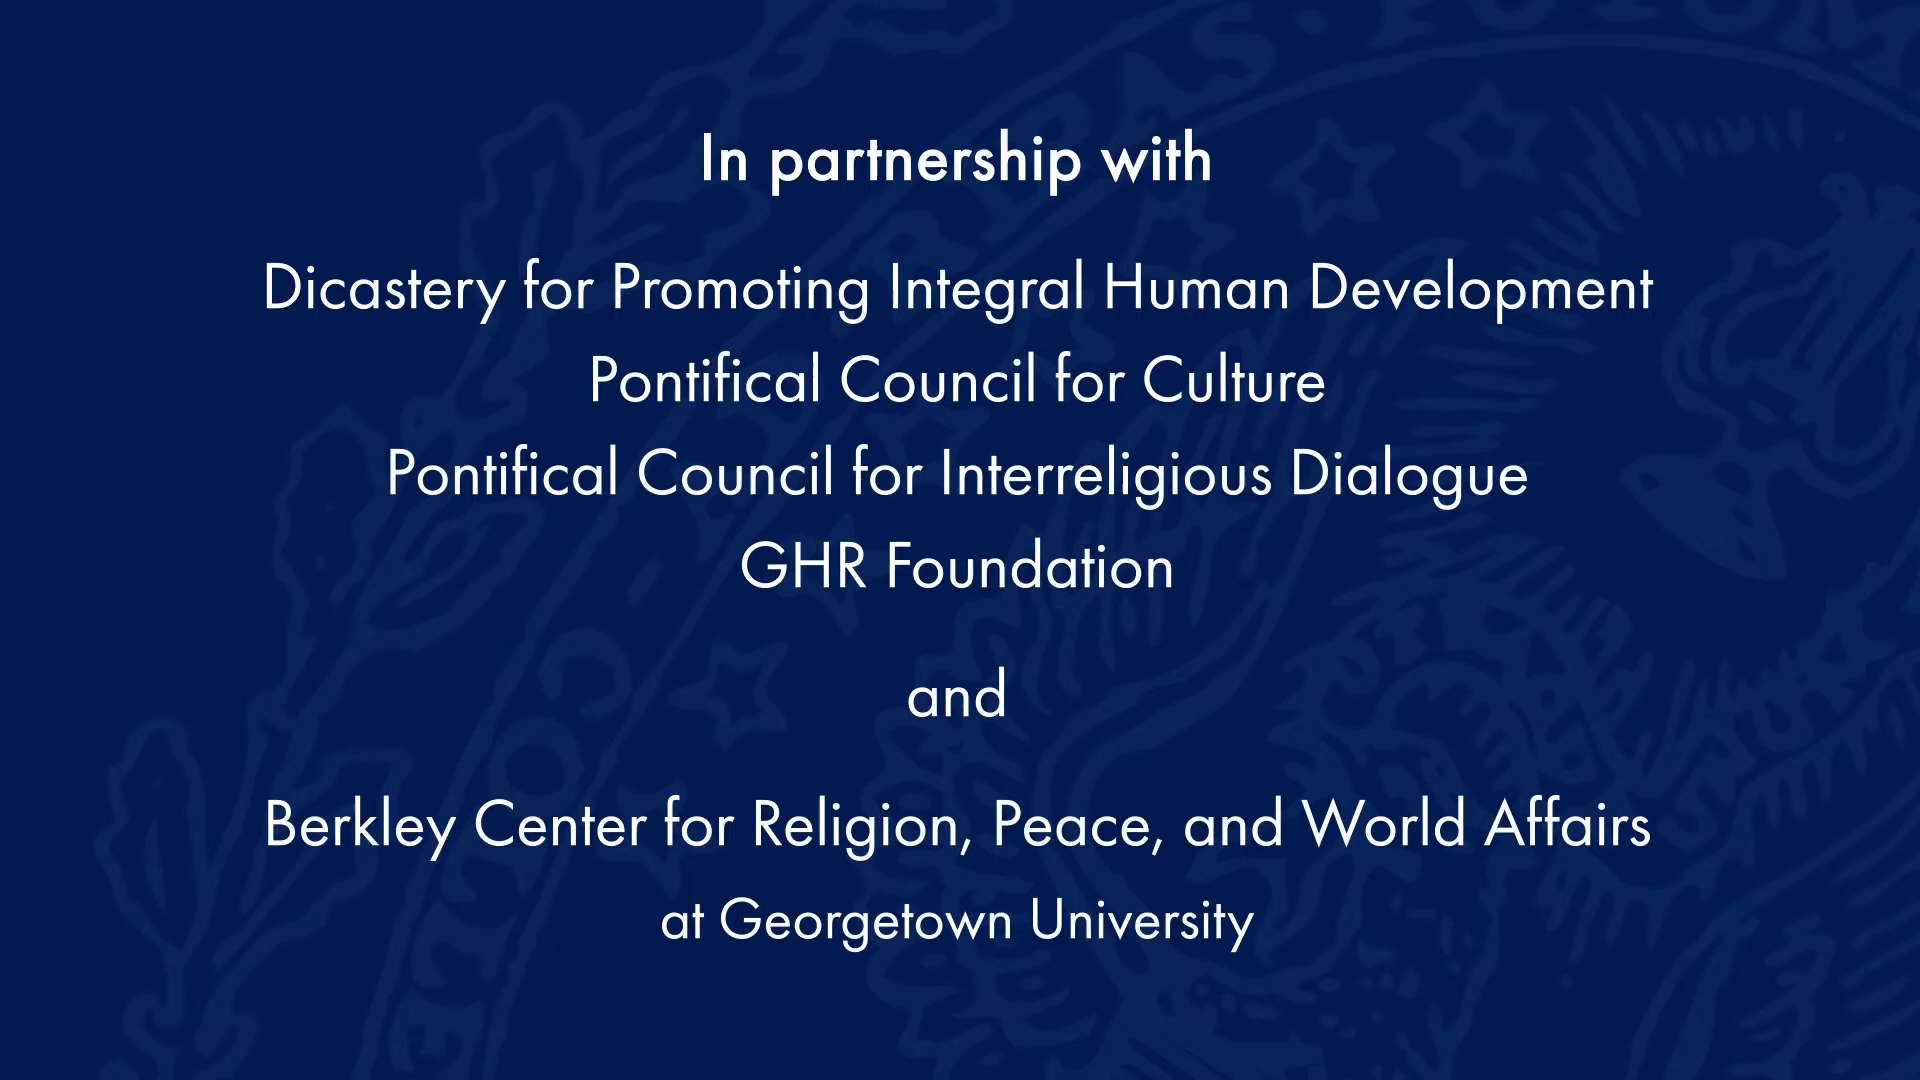 In partnership with
Dicastery for Promoting Integral Human Development
Pontifical Council for Culture
Pontifical Council for Interreligious Dialogue
GHR Foundation
and
Berkley Center for Religion, Peace, and World Affairs
at Georgetown University